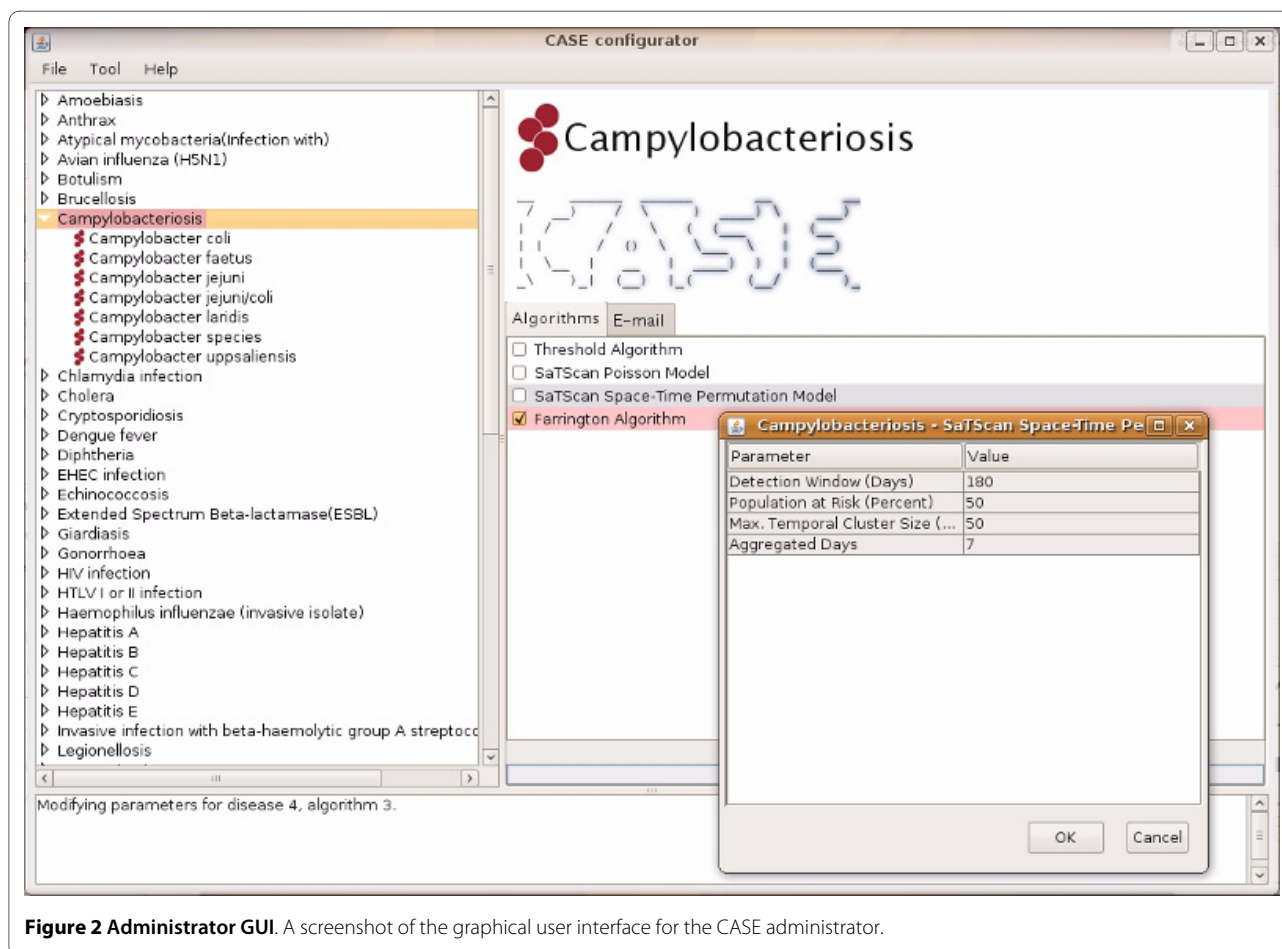 CASE configurator
File Tool Help
Amoebiasis
Anthrax
Atypical mycobacteria(Infection with)
Avian influenza (H5N1)
Botulism
Brucellosis
Campylobacteriosis
Campylobacter coli
Campylobacter faetus
Campylobacter jejuni
Campylobacter jejuni/coli
Campylobacter laridis
Campylobacter species
Campylobacter uppsaliensis
Chlamydia infection
Cholera
Cryptosporidiosis
Dengue fever
Diphtheria
EHEC infection
Echinococcosis
Extended Spectrum Beta-lactamase(ESBL)
Giardiasis
Gonorrhoea
HIV infection
HTLV I or II infection
Haemophilus influenzae (invasive isolate)
Hepatitis A
Hepatitis B
Hepatitis C
Hepatitis D
Hepatitis E
Invasive infection with beta-haemolytic group A streptocc
Legionellosis
Campylobacteriosis
CASE
Algorithms E-mail
Threshold Algorithm
SaTScan Poisson Model
SaTScan Space-Time Permutation Model
Farrington Algorithm
Campylobacteriosis - SaTScan Space-Time Pe
Parameter Value
Detection Window (Days) 180
Population at Risk (Percent) 50
Max. Temporal Cluster Size (... 50
Aggregated Days 7
OK Cancel
Modifying parameters for disease 4, algorithm 3.
Figure 2 Administrator GUI. A screenshot of the graphical user interface for the CASE administrator.